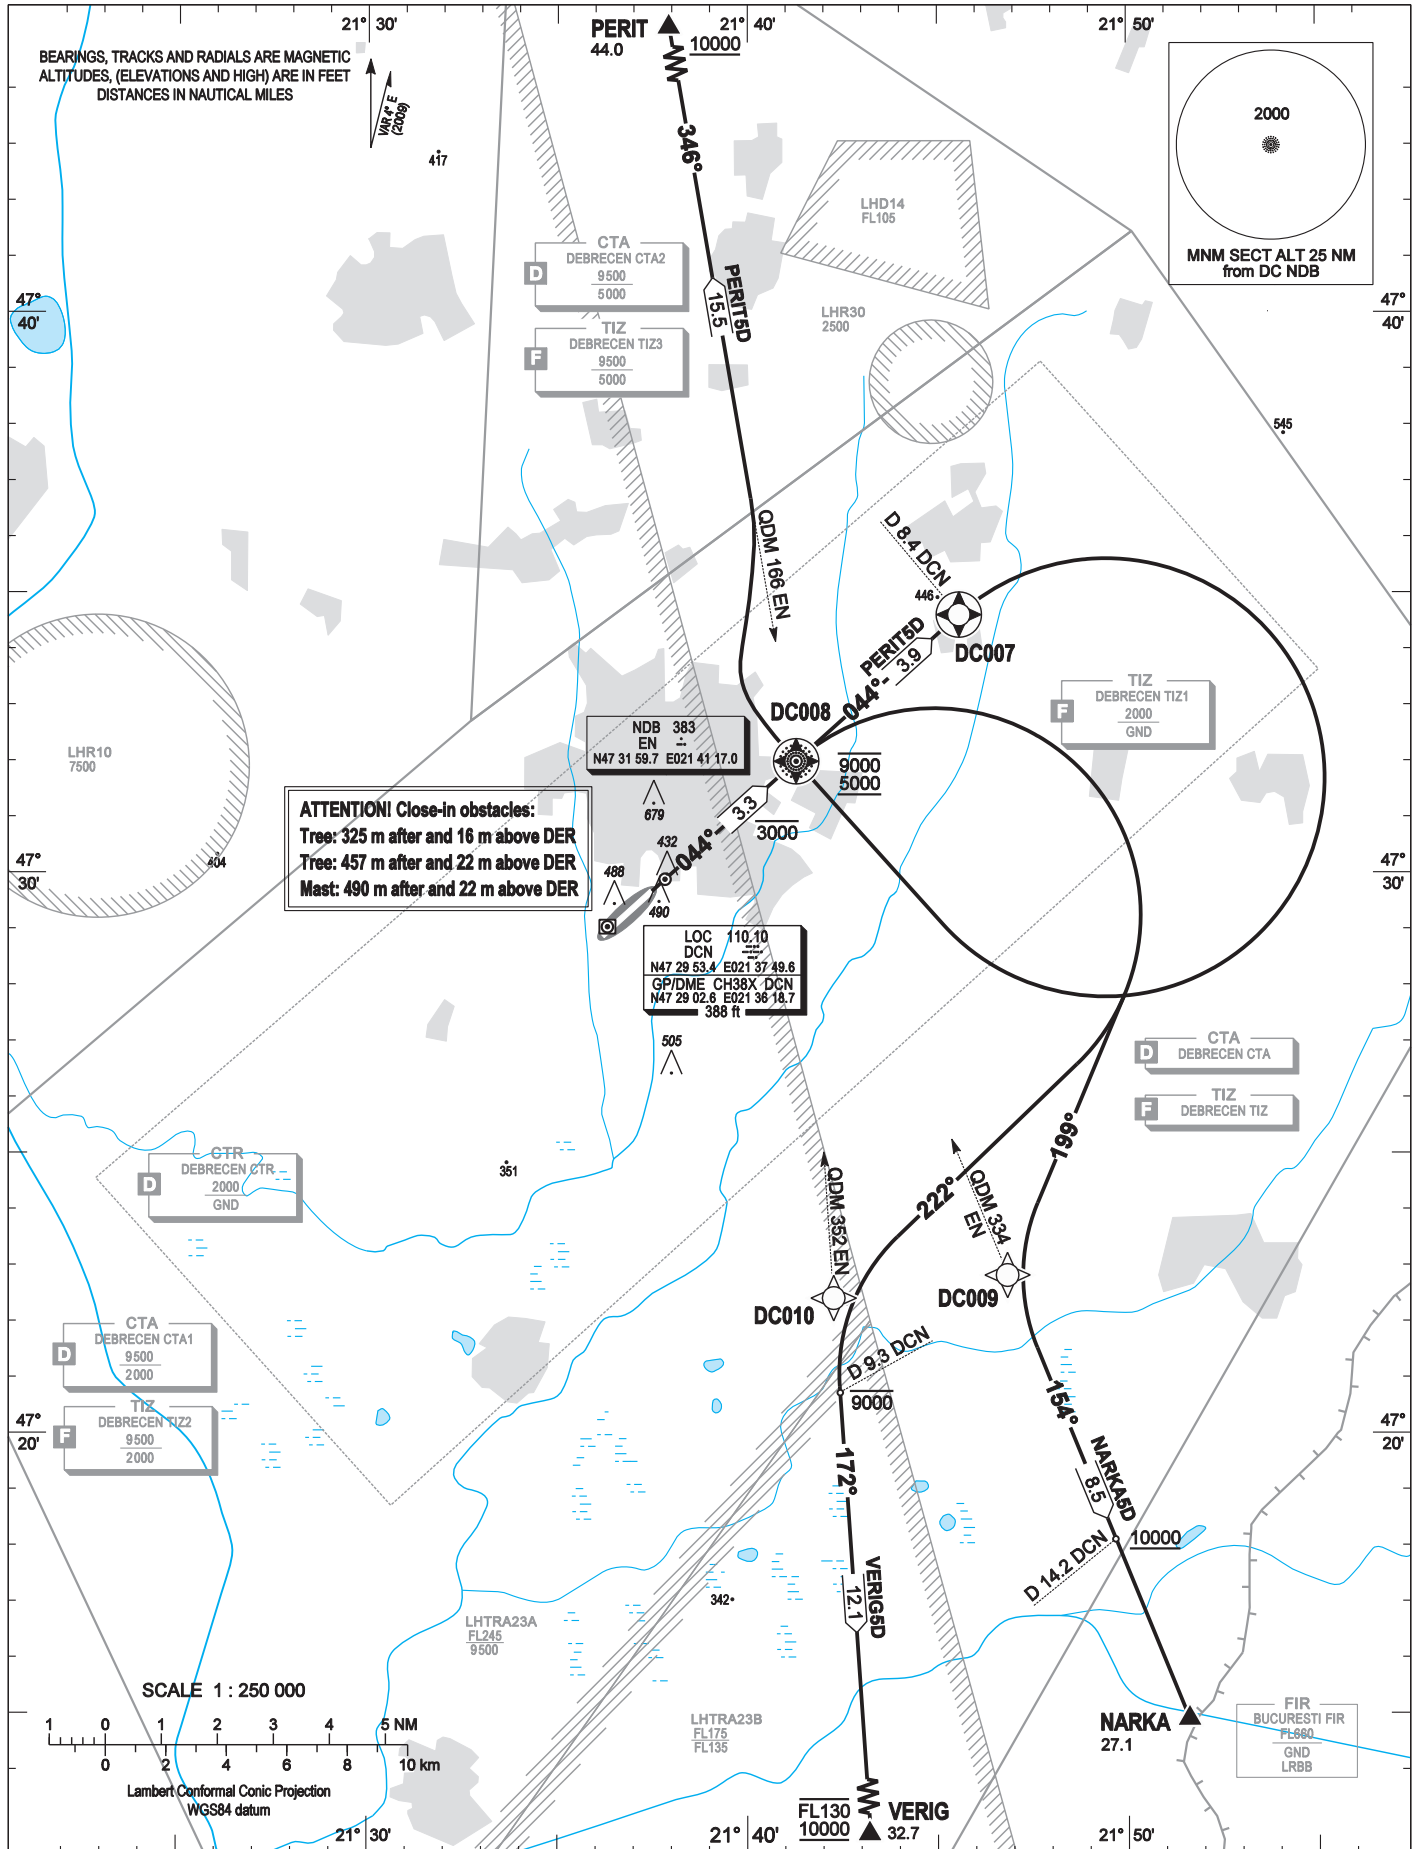 21° 30'
21° 40'
21° 50'
PERIT
44.0
10000
BEARINGS, TRACKS AND RADIALS ARE MAGNETIC
ALTITUDES, (ELEVATIONS AND HIGH) ARE IN FEET
DISTANCES IN NAUTICAL MILES
VAR 4° E
(2009)
417
346°
2000
MNM SECT ALT 25 NM
from DC NDB
LHD14
FL105
CTA
D
DEBRECEN CTA2
9500
5000
TIZ
F
DEBRECEN TIZ3
9500
5000
PERIT5D
15.5
LHR30
2500
47°
40'
47°
40'
545
QDM 166 EN
D 8.4 DCN
446
DC007
PERIT5D
3.9
044°
DC008
9000
5000
TIZ
F
DEBRECEN TIZ1
2000
GND
NDB 383
EN
N47 31 59.7 E021 41 17.0
LHR10
7500
679
3.3
3000
044°
432
ATTENTION! Close-in obstacles:
Tree: 325 m after and 16 m above DER
Tree: 457 m after and 22 m above DER
Mast: 490 m after and 22 m above DER
404
47°
30'
47°
30'
488
490
LOC 110.10
DCN
N47 29 53.4 E021 37 49.6
GP/DME CH38X DCN
N47 29 02.6 E021 36 18.7
388 ft
505
CTA
D
DEBRECEN CTA
TIZ
F
DEBRECEN TIZ
199°
CTR
D
DEBRECEN CTR
2000
GND
351
QDM 352 EN
222°
QDM 334
EN
DC010
DC009
CTA
D
DEBRECEN CTA1
9500
2000
D 9.3 DCN
9000
TIZ
F
DEBRECEN TIZ2
9500
2000
47°
20'
47°
20'
154°
172°
NARKA5D
8.5
10000
D 14.2 DCN
VERIG5D
12.1
342
LHTRA23A
FL245
9500
SCALE 1 : 250 000
1 0 1 2 3 4 5 NM
0 2 4 6 8 10 km
Lambert Conformal Conic Projection
WGS84 datum
LHTRA23B
FL175
FL135
NARKA
27.1
FIR
BUCURESTI FIR
FL660
GND
LRBB
FL130
10000
VERIG
32.7
21° 30'
21° 40'
21° 50'